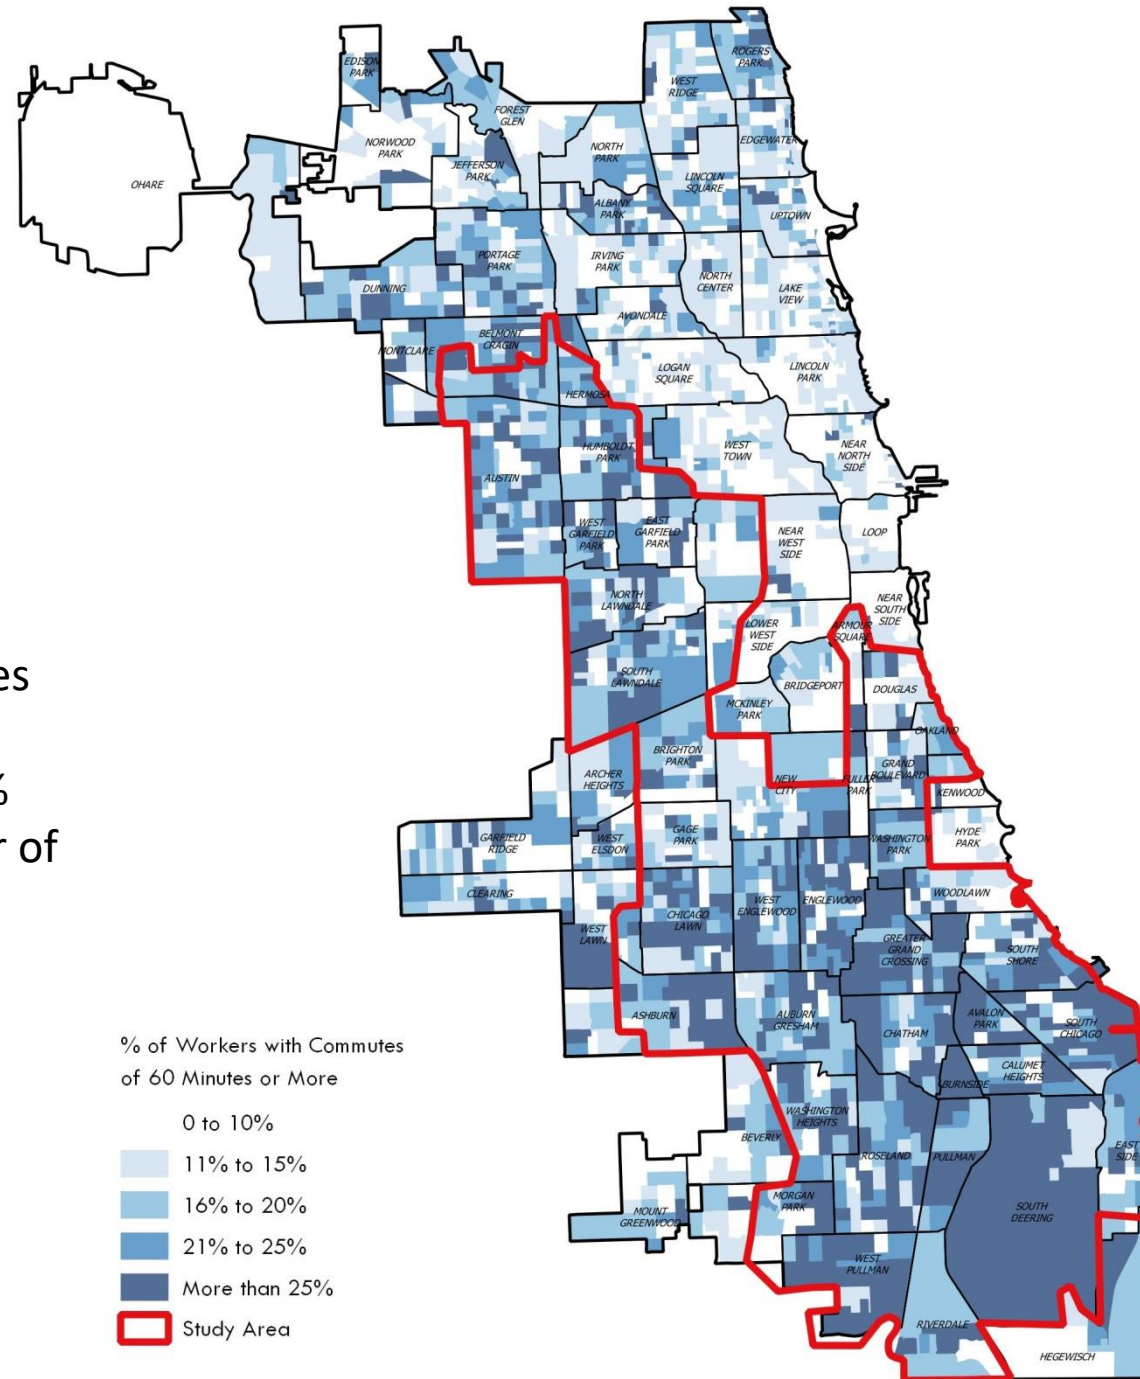 EDISON
PARK
ROGERS
PARK
WEST
RIDGE
FOREST
GLEN
NORWOOD
PARK
JEFFERSON
PARK
NORTH
PARK
EDGEWATER
LINCOLN
SQUARE
OHARE
ALBANY
PARK
UPTOWN
PORTAGE
PARK
IRVING
PARK
NORTH
CENTER
DUNNING
LAKE
VIEW
AVONDALE
BELMONT
CRAGIN
MONTCLARE
LOGAN
SQUARE
LINCOLN
PARK
HERMOSA
HUMBOLDT
PARK
WEST
TOWN
NEAR
NORTH
SIDE
AUSTIN
WEST
GARFIELD
PARK
EAST
GARFIELD
PARK
NEAR
WEST
SIDE
LOOP
NORTH
LAWNDALE
NEAR
SOUTH
SIDE
LOWER
WEST
SIDE
ARMOUR
SQUARE
es
SOUTH
LAWNDALE
BRIDGEPORT
DOUGLAS
MCKINLEY
PARK
OAKLAND
BRIGHTON
PARK
GRAND
BOULEVARD
ARCHER
HEIGHTS
NEW
CITY
FULLER
PARK
%
KENWOOD
r of
GARFIELD
RIDGE
WEST
ELSDON
GAGE
PARK
WASHINGTON
PARK
HYDE
PARK
CLEARING
WOODLAWN
WEST
ENGLEWOOD
ENGLEWOOD
CHICAGO
LAWN
WEST
LAWN
GREATER
GRAND
CROSSING
SOUTH
SHORE
ASHBURN
AUBURN
GRESHAM
CHATHAM
AVALON
PARK
SOUTH
CHICAGO
% of Workers with Commutes
of 60 Minutes or More
CALUMET
HEIGHTS
BURNSIDE
0 to 10%
11% to 15%
16% to 20%
21% to 25%
More than 25%
Study Area
WASHINGTON
HEIGHTS
BEVERLY
ROSELAND
PULLMAN
EAST
SIDE
MORGAN
PARK
MOUNT
GREENWOOD
SOUTH
DEERING
WEST
PULLMAN
RIVERDALE
HEGEWISCH